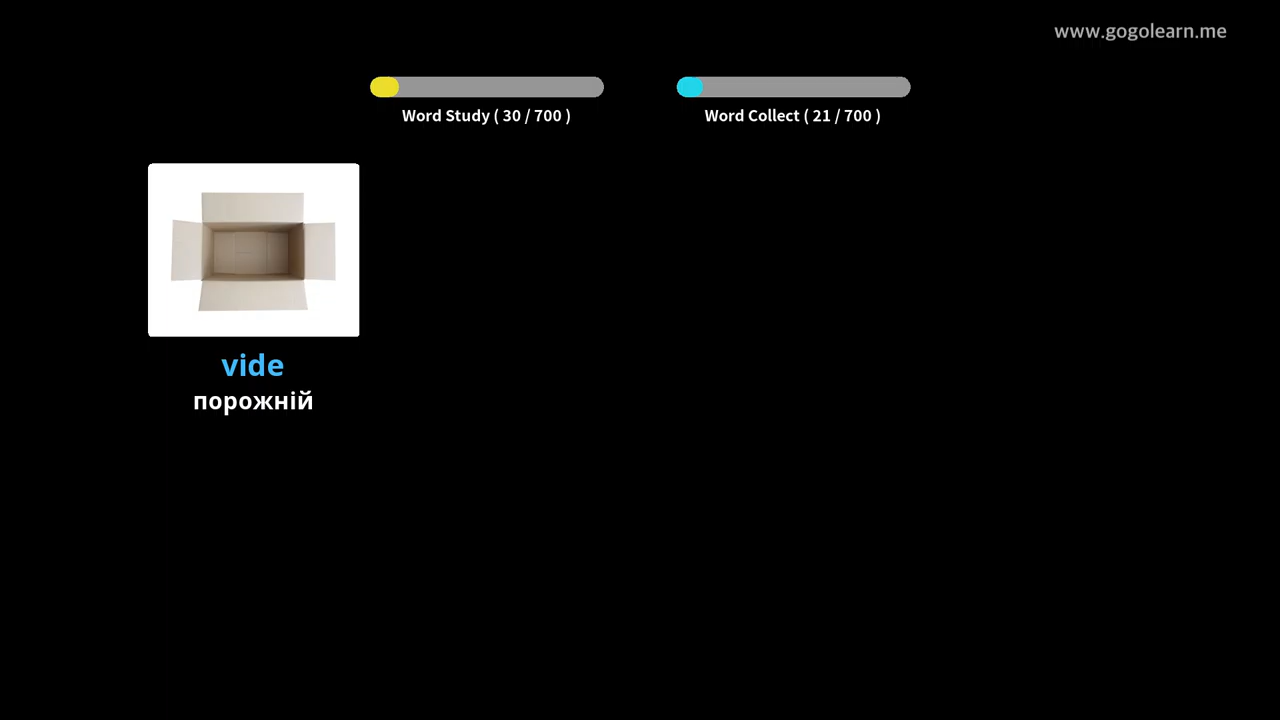 www.gogolearn.me
Word Study ( 30 / 700 )
Word Collect ( 21 / 700 )
vide
порожній